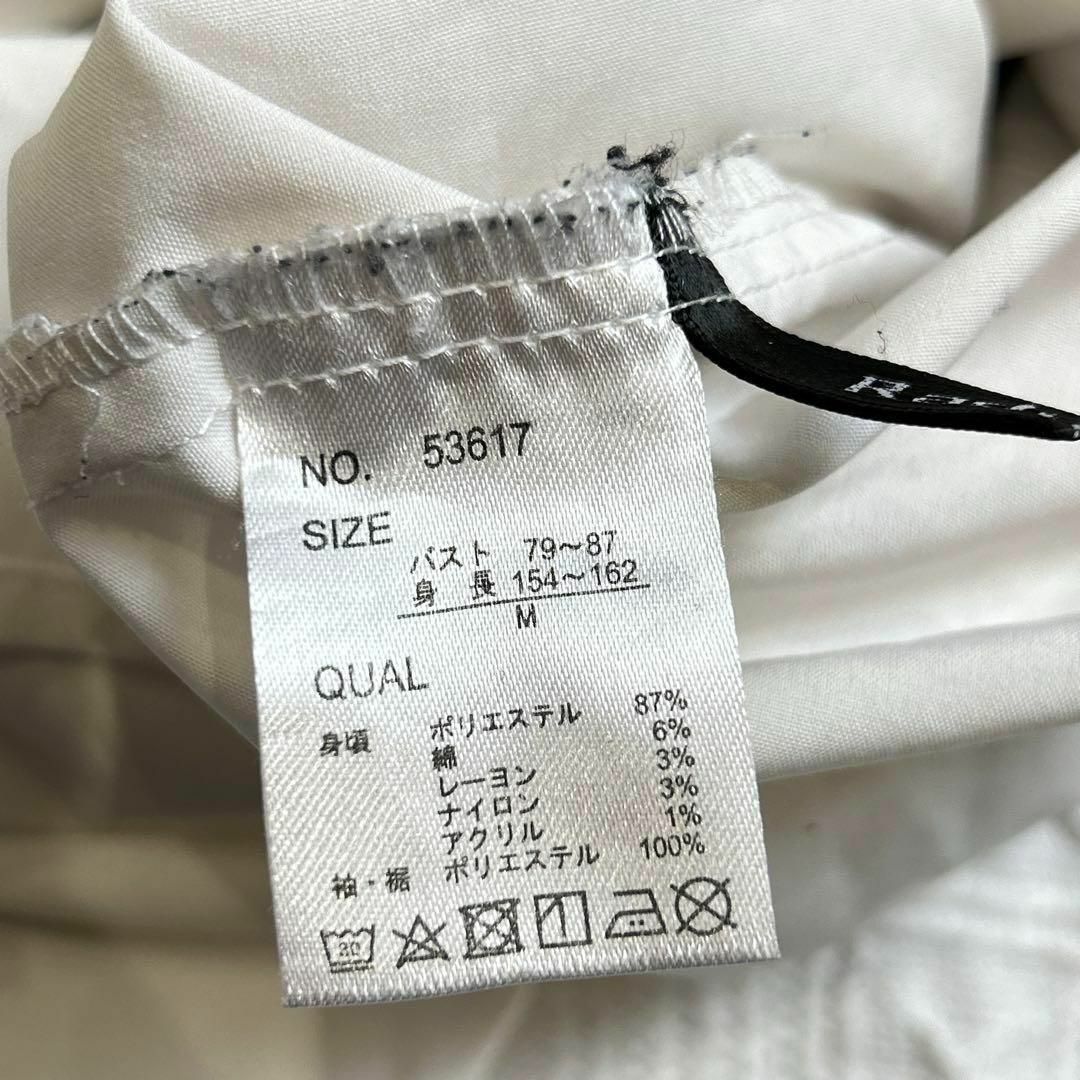 NO. 53617
SIZE
バスト 79～87
身長 154～162
M
QUAL
身頃 ポリエステル 87%
綿 6%
レーヨン 3%
ナイロン 3%
アクリル 1%
袖・裾 ポリエステル 100%
30